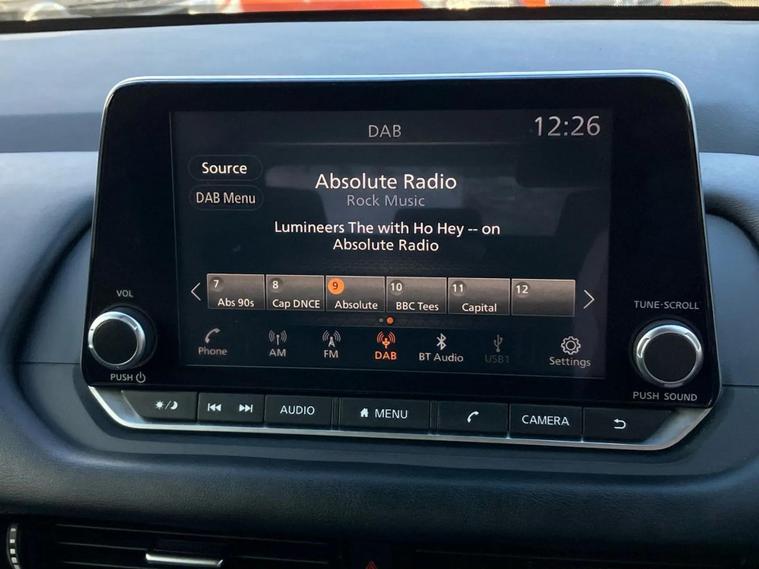 DAB
12:26
Source
DAB Menu
Absolute Radio
Rock Music
Lumineers The with Ho Hey -- on
Absolute Radio
7 Abs 90s
8 Cap DNCE
9 Absolute
10 BBC Tees
11 Capital
12
Phone
AM
FM
DAB
BT Audio
USB1
Settings
VOL
PUSH
TUNE·SCROLL
PUSH SOUND
AUDIO
MENU
CAMERA